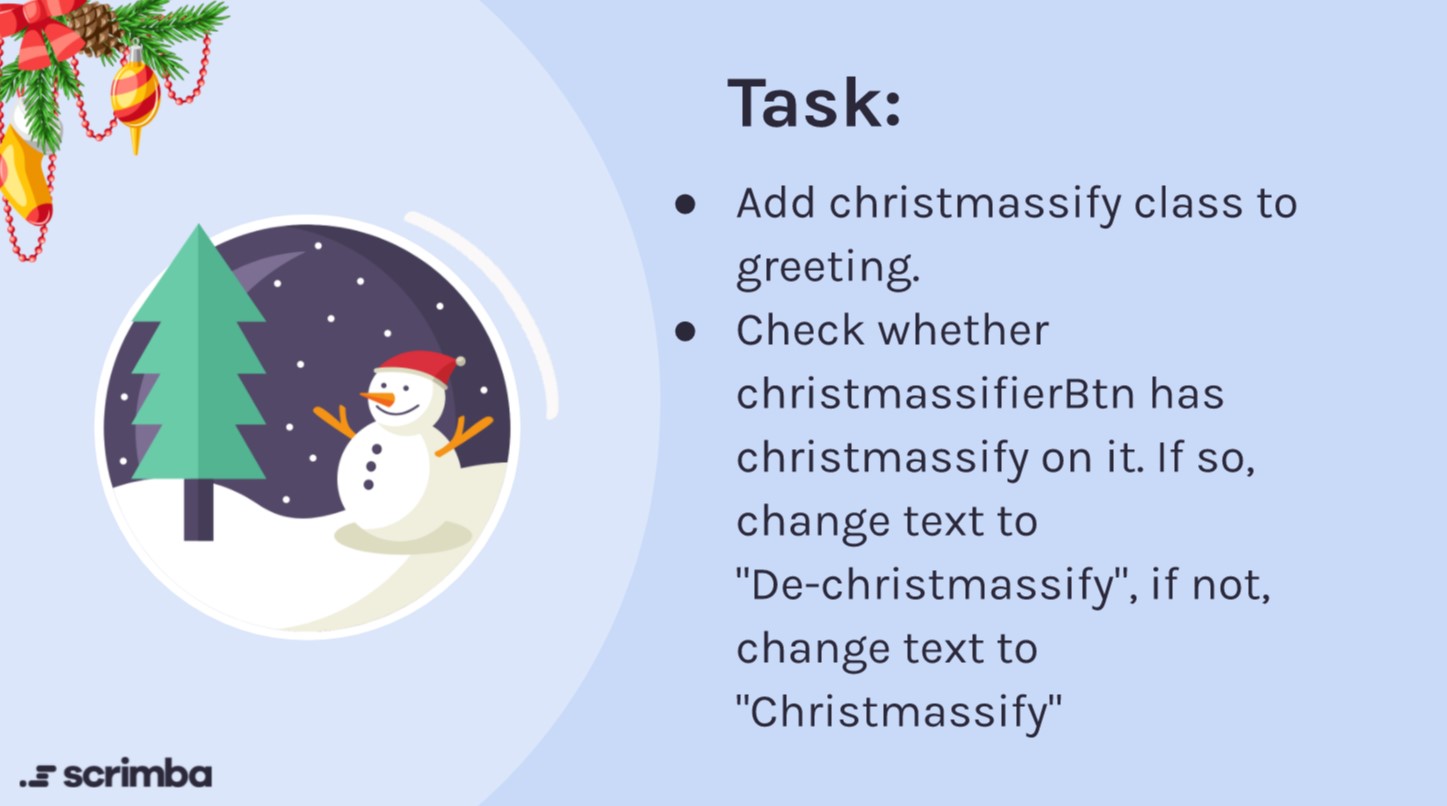 Task:
● Add christmassify class to
greeting.
● Check whether
christmassifierBtn has
christmassify on it. If so,
change text to
"De-christmassify", if not,
change text to
"Christmassify"
scrimba